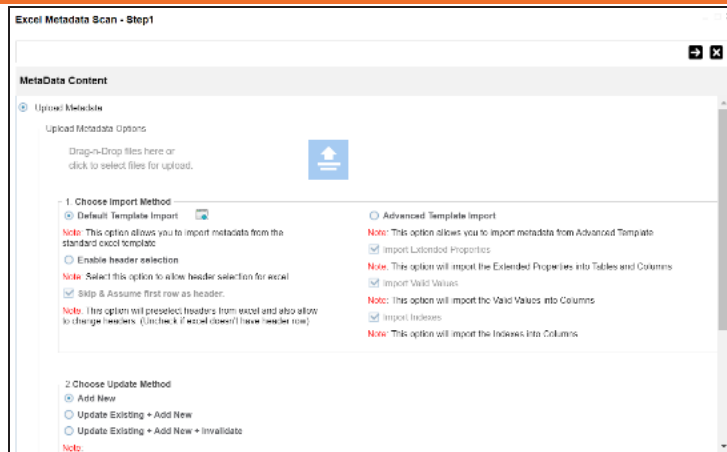 Excel Metadata Scan - Step1
MetaData Content
Upload Metadata
Upload Metadata Options
Drag-n-Drop files here or
click to select files for upload.
1. Choose Import Method
Default Template Import
Note: This option allows you to import metadata from the
standard excel template
Enable header selection
Note: Select this option to allow header selection for excel
Skip & Assume first row as header.
Note: This option will preselect headers from excel and also allow
to change headers. (Uncheck if excel doesn't have header row)
Advanced Template Import
Note: This option allows you to import metadata from Advanced Template
Import Extended Properties
Note: This option will import the Extended Properties into Tables and Columns
Import Valid Values
Note: This option will import the Valid Values into Columns
Import Indexes
Note: This option will import the Indexes into Columns
2.Choose Update Method
Add New
Update Existing + Add New
Update Existing + Add New + Invalidate
Note: